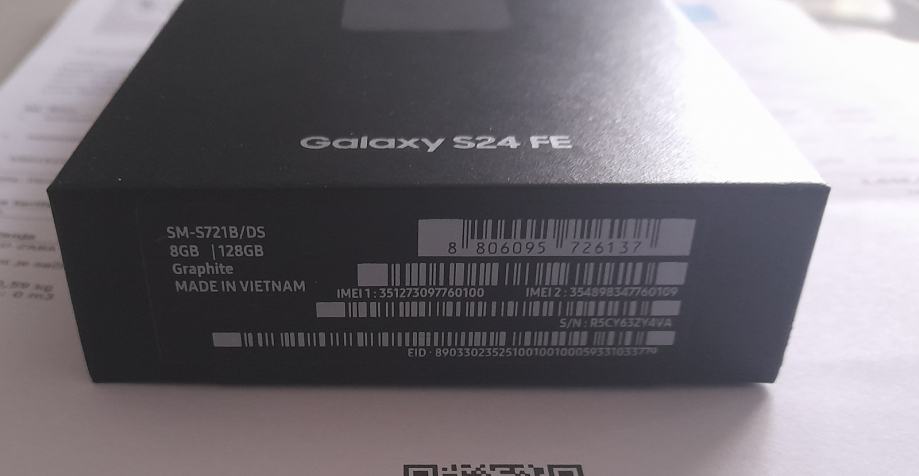 Galaxy S24 FE
SM-S721B/DS
8GB | 128GB
Graphite
MADE IN VIETNAM
8 806095 726137
IMEI 1 : 351273097760100 IMEI 2 : 354898347760109
S/N : R5CY63ZY4VA
EID : 89033023525100100100059331033779